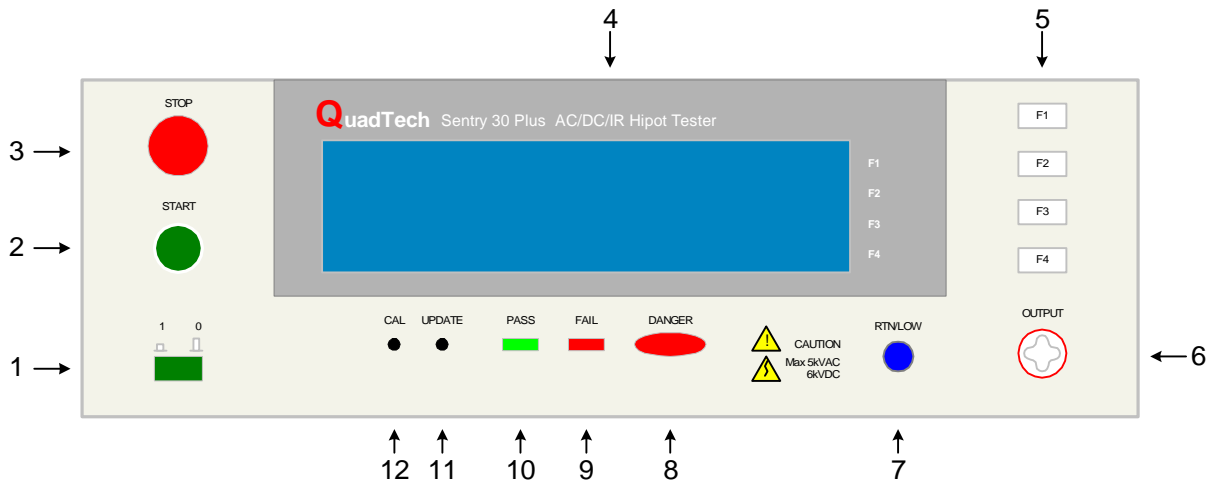 4 5
STOP
QuadTech Sentry 30 Plus AC/DC/IR Hipot Tester
F1
3
F1
F2
START
F2
F3
2
F3
F4
F4
1 0
CAL UPDATE PASS FAIL DANGER
RTN/LOW
OUTPUT
CAUTION
Max 5kVAC
6kVDC
1
6
12 11 10 9 8 7